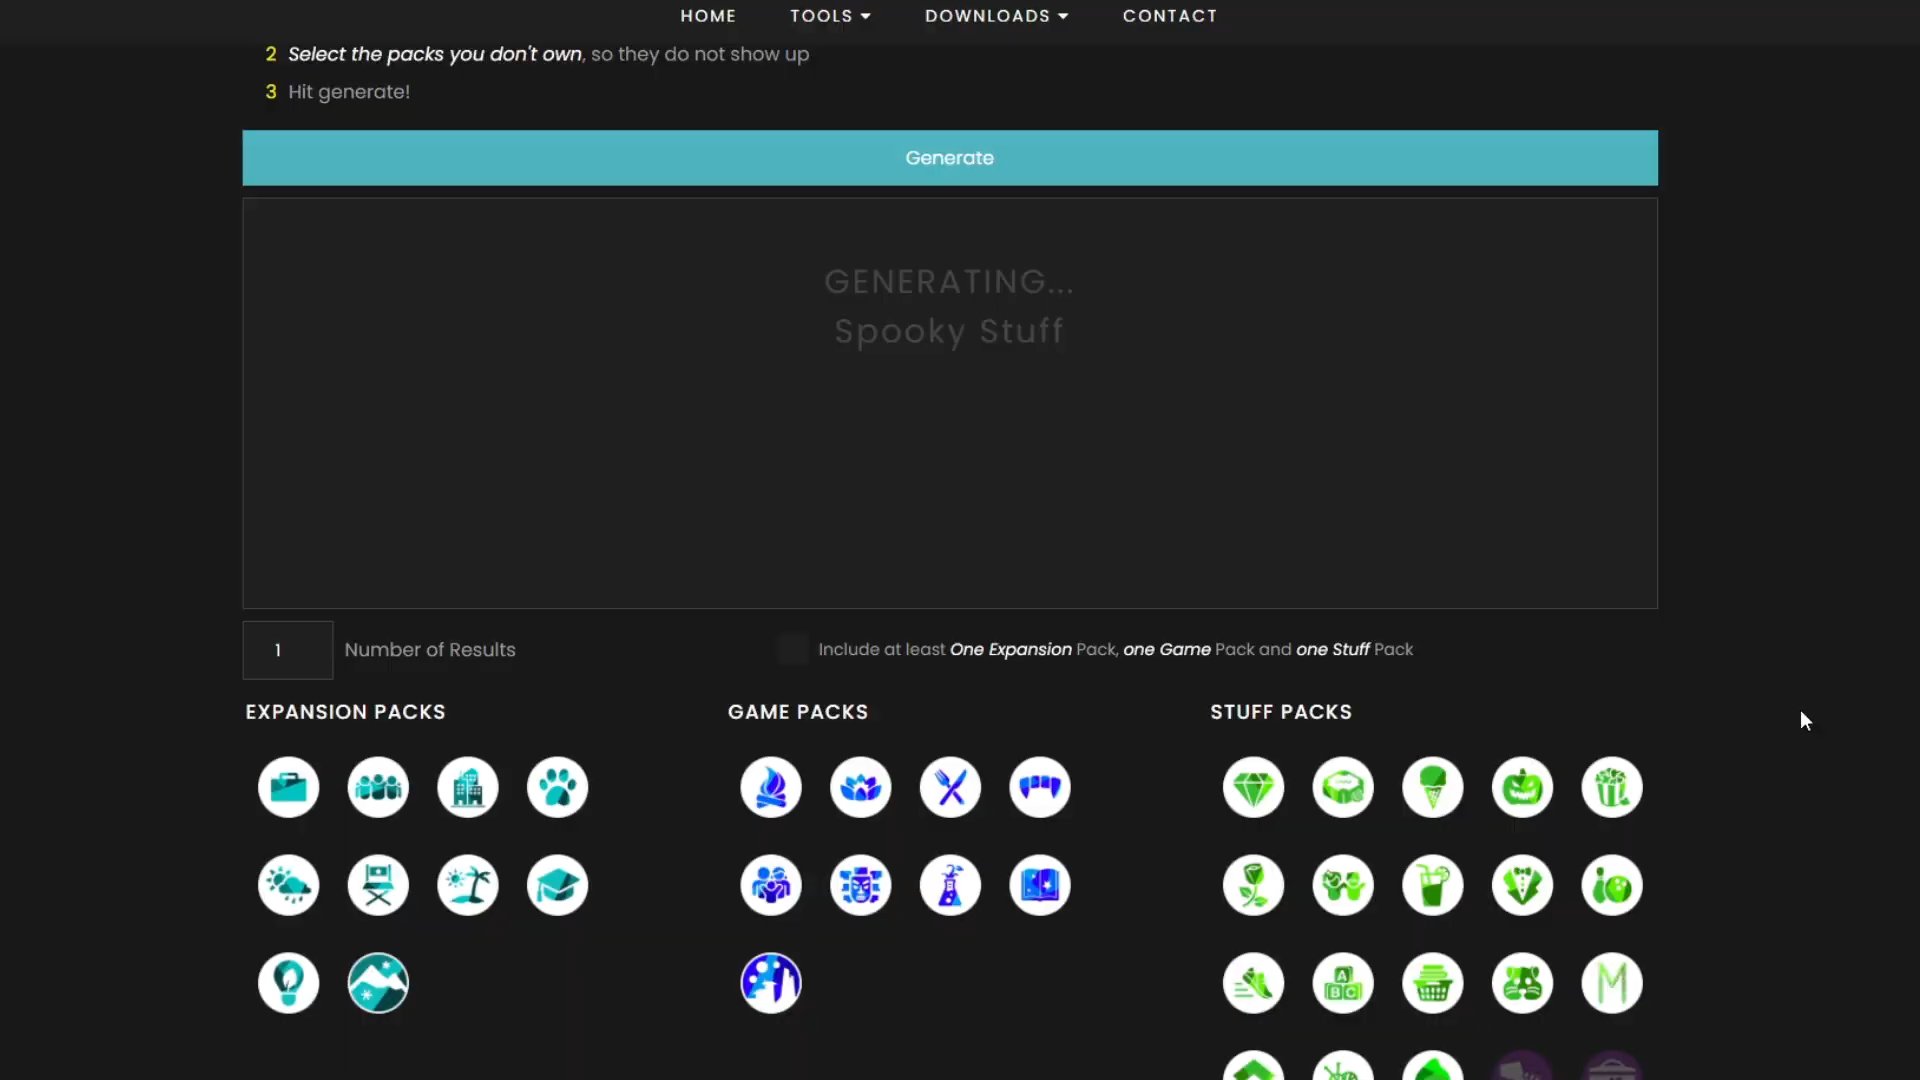 HOME TOOLS DOWNLOADS CONTACT
2 Select the packs you don't own, so they do not show up
3 Hit generate!
Generate
GENERATING...
Spooky Stuff
1 Number of Results Include at least One Expansion Pack, one Game Pack and one Stuff Pack
EXPANSION PACKS GAME PACKS STUFF PACKS
A
B C
M